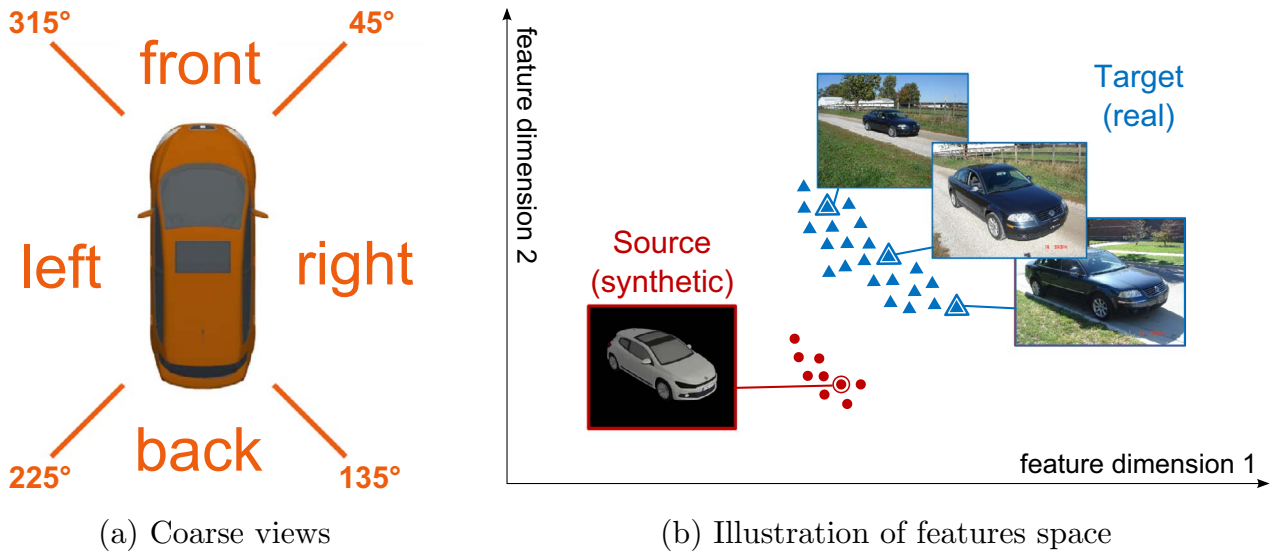 315°
45°
front
left
right
back
225°
135°
(a) Coarse views
feature dimension 2
Target
(real)
Source
(synthetic)
feature dimension 1
(b) Illustration of features space